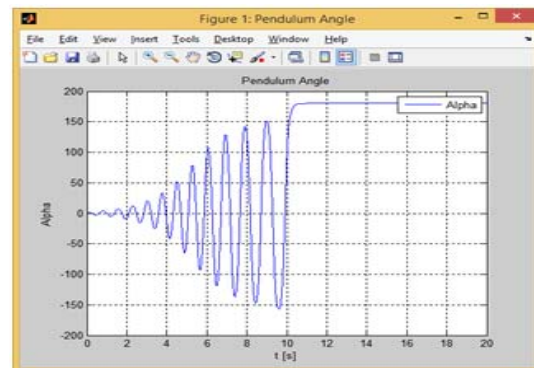 Figure 1: Pendulum Angle
File Edit View Insert Tools Desktop Window Help
Pendulum Angle
200
150
100
50
0
-50
-100
-150
-200
Alpha
Alpha
0 2 4 6 8 10 12 14 16 18 20
t [s]